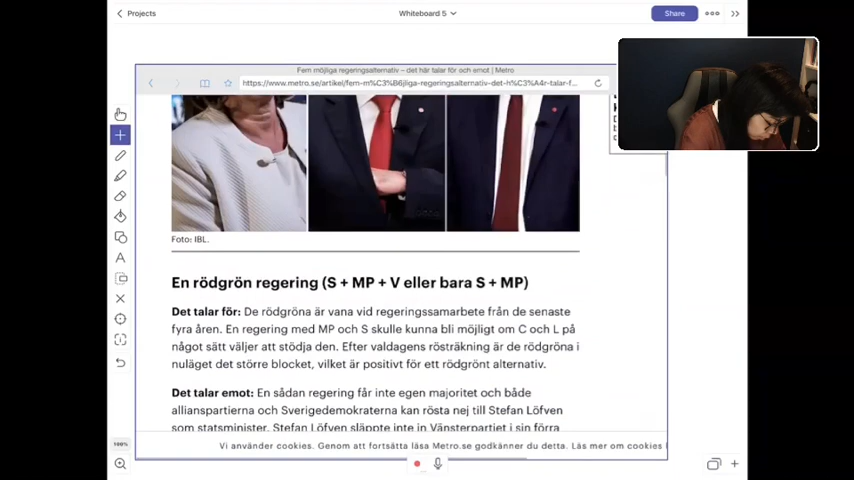 Projects
Whiteboard 5
Share
Fem möjliga regeringsalternativ – det här talar för och emot | Metro
https://www.metro.se/artikel/fem-m%C3%B6jliga-regeringsalternativ-det-h%C3%A4r-talar-f...
Foto: IBL.
En rödgrön regering (S + MP + V eller bara S + MP)
Det talar för: De rödgröna är vana vid regeringssamarbete från de senaste
fyra åren. En regering med MP och S skulle kunna bli möjligt om C och L på
något sätt väljer att stödja den. Efter valdagens rösträkning är de rödgröna i
nuläget det större blocket, vilket är positivt för ett rödgrönt alternativ.
Det talar emot: En sådan regering får inte egen majoritet och både
allianspartierna och Sverigedemokraterna kan rösta nej till Stefan Löfven
som statsminister. Stefan Löfven släppte inte in Vänsterpartiet i sin förra
Vi använder cookies. Genom att fortsätta läsa Metro.se godkänner du detta. Läs mer om cookies
100%